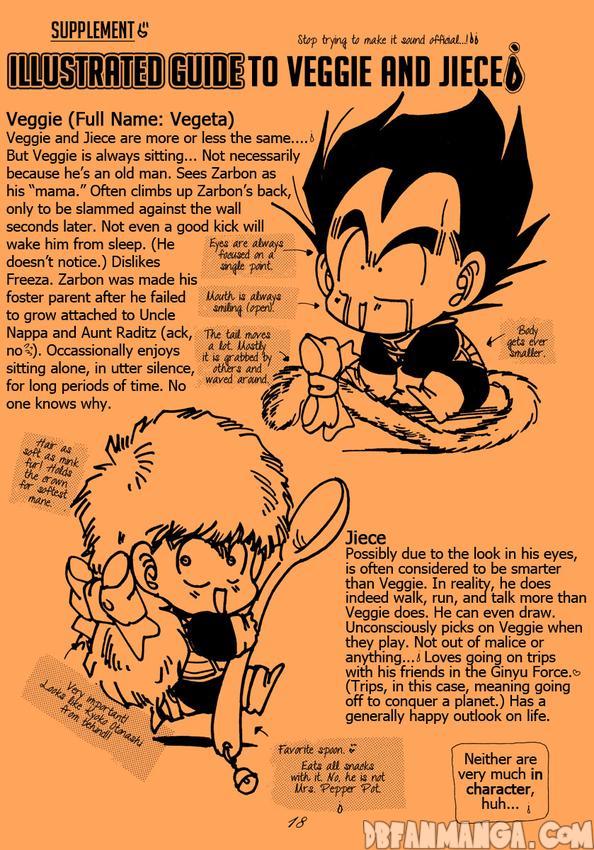 SUPPLEMENT
Stop trying to make it sound official...!
ILLUSTRATED GUIDE TO VEGGIE AND JIECE
Veggie (Full Name: Vegeta)
Veggie and Jiece are more or less the same....
But Veggie is always sitting... Not necessarily
because he's an old man. Sees Zarbon as
his "mama." Often climbs up Zarbon's back,
only to be slammed against the wall
seconds later. Not even a good kick will
wake him from sleep. (He
doesn't notice.) Dislikes
Freeza. Zarbon was made his
foster parent after he failed
to grow attached to Uncle
Nappa and Aunt Raditz (ack,
no). Occassionally enjoys
sitting alone, in utter silence,
for long periods of time. No
one knows why.
Eyes are always
focused on a
single point.
Mouth is always
smiling (open).
The tail moves
a lot. Mostly
it is grabbed by
others and
waved around.
Body
gets ever
smaller.
Hair as
soft as mink
fur! Holds
the crown
for softest
mane.
Jiece
Possibly due to the look in his eyes,
is often considered to be smarter
than Veggie. In reality, he does
indeed walk, run, and talk more than
Veggie does. He can even draw.
Unconsciously picks on Veggie when
they play. Not out of malice or
anything... Loves going on trips
with his friends in the Ginyu Force.
(Trips, in this case, meaning going
off to conquer a planet.) Has a
generally happy outlook on life.
Very important!
Looks like Kyoko Otonashi
from behind!!
Favorite spoon.
Eats all snacks
with it. No, he is not
Mrs. Pepper Pot.
Neither are
very much in
character,
huh...
18
DBFANMANGA.COM